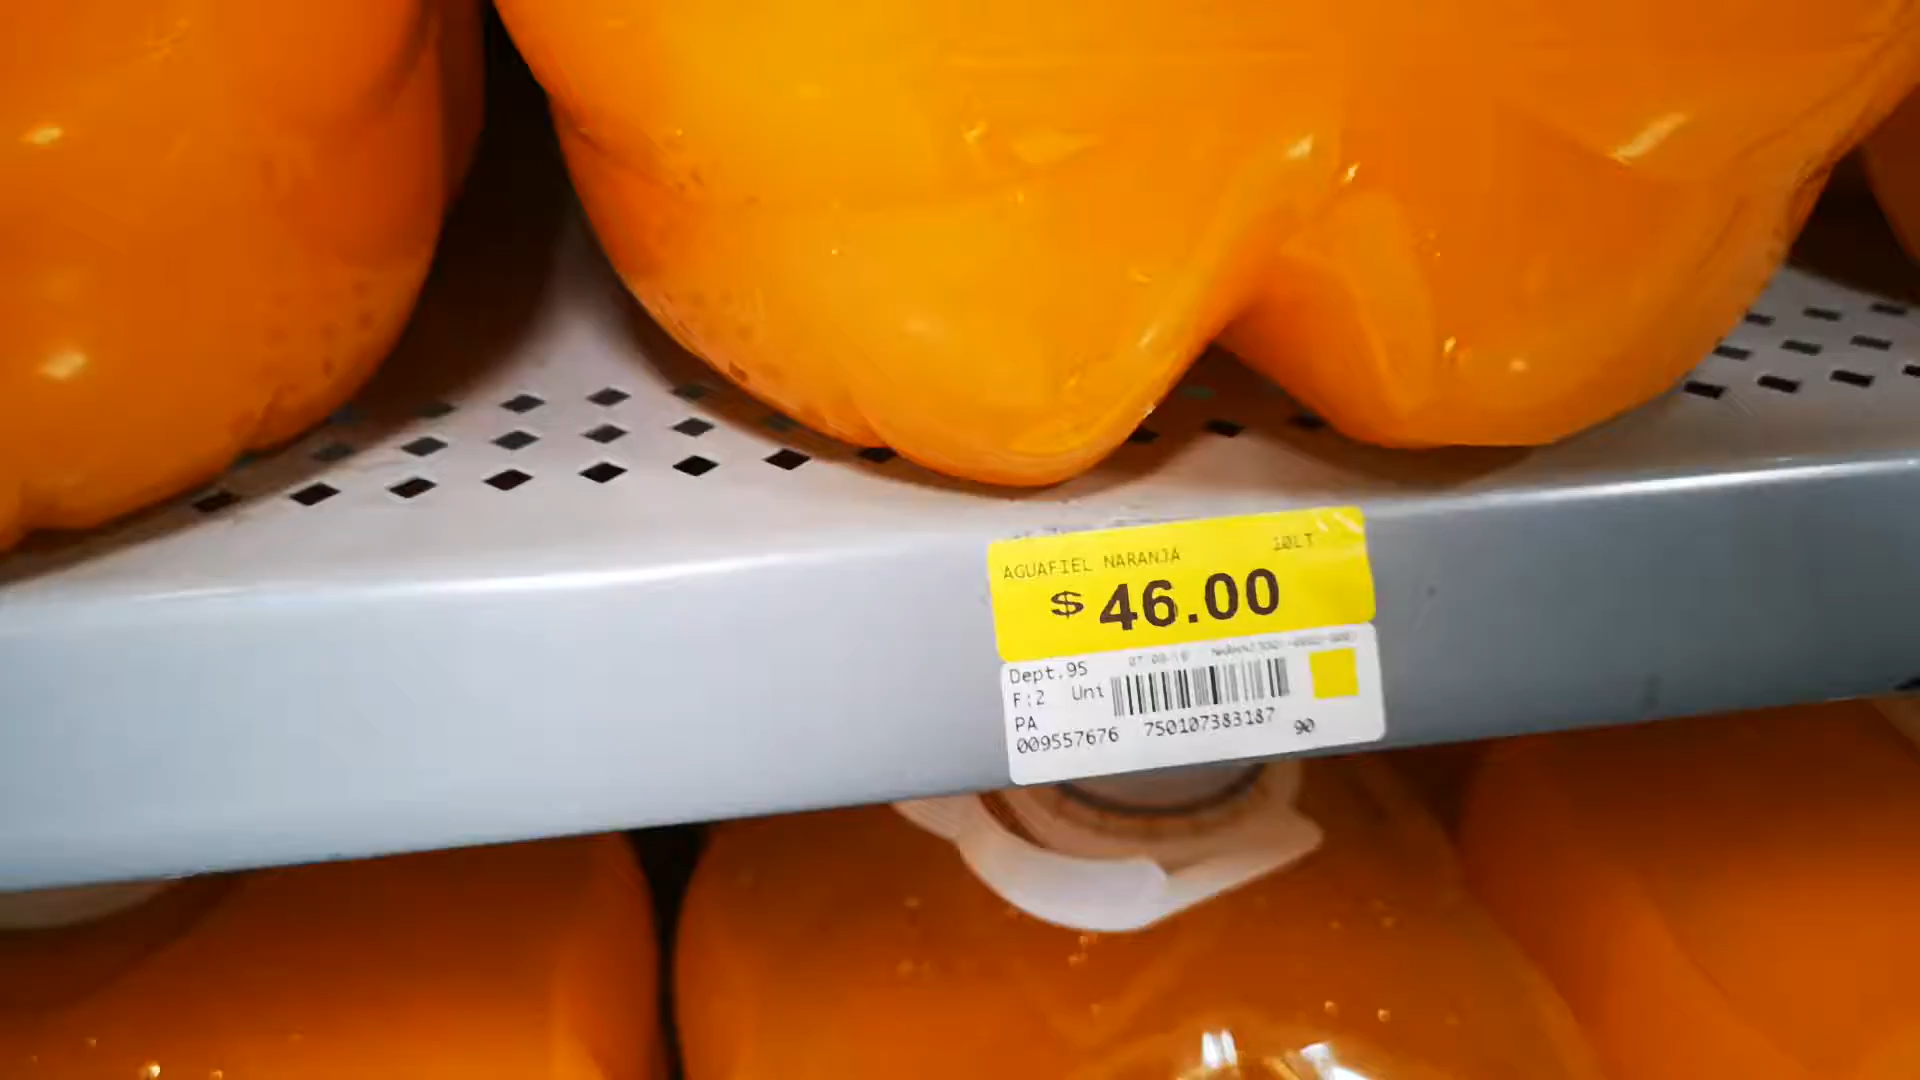 AGUAFIEL NARANJA 10LT
$ 46.00
Dept.95
F:2 Uni
PA
009557676 750107383187 90